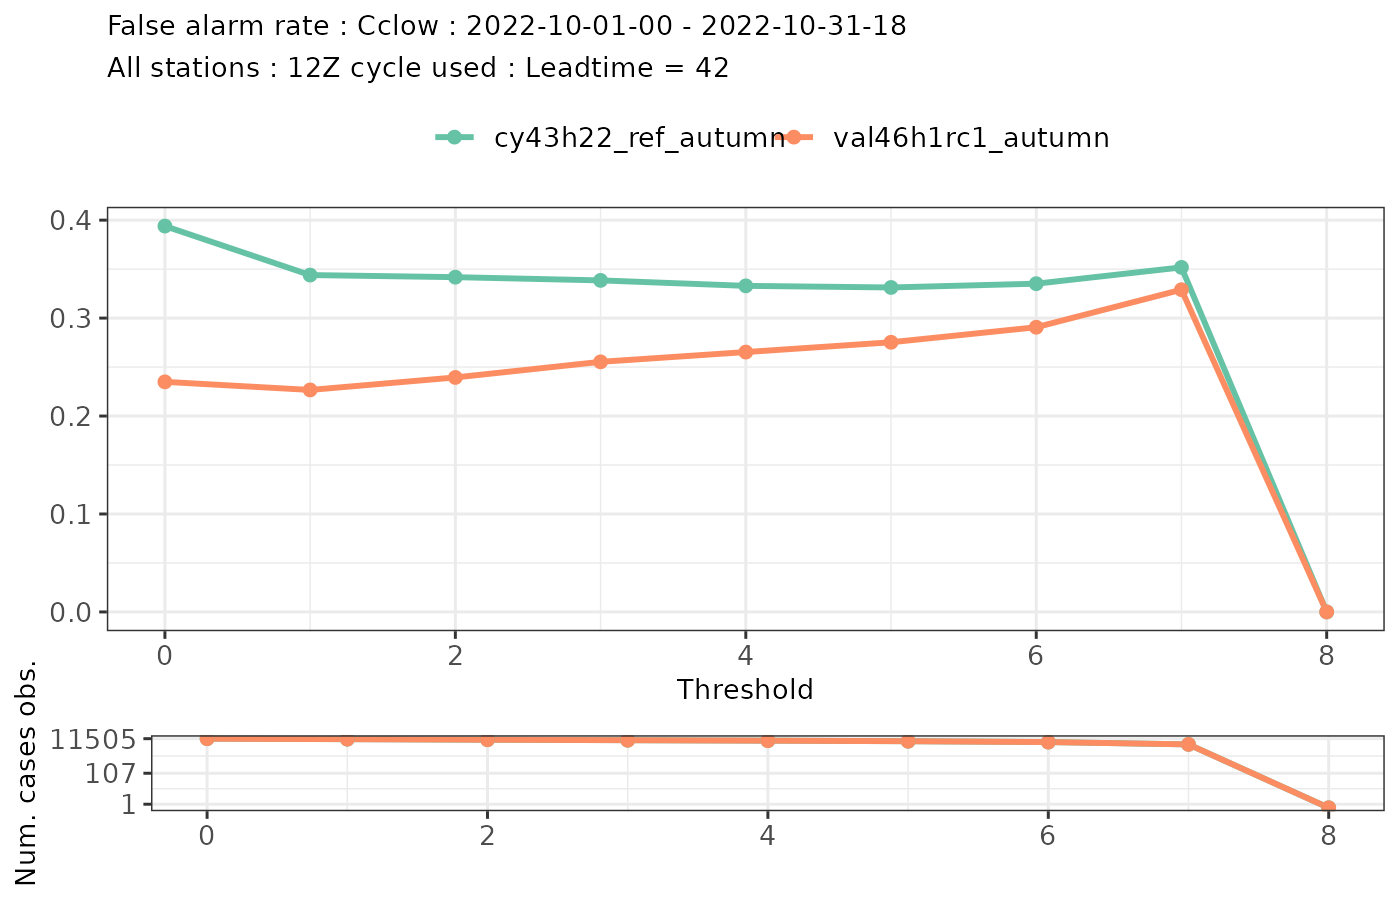 False alarm rate : Cclow : 2022-10-01-00 - 2022-10-31-18
All stations : 12Z cycle used : Leadtime = 42
cy43h22_ref_autumn val46h1rc1_autumn
0.4
0.3
0.2
0.1
0.0
0 2 4 6 8
Threshold
Num. cases obs.
11505
107
1
0 2 4 6 8